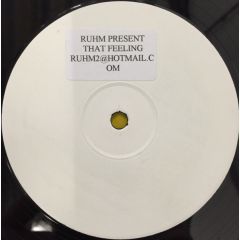 RUHM PRESENT
THAT FEELING
RUHM2@HOTMAIL.C
OM